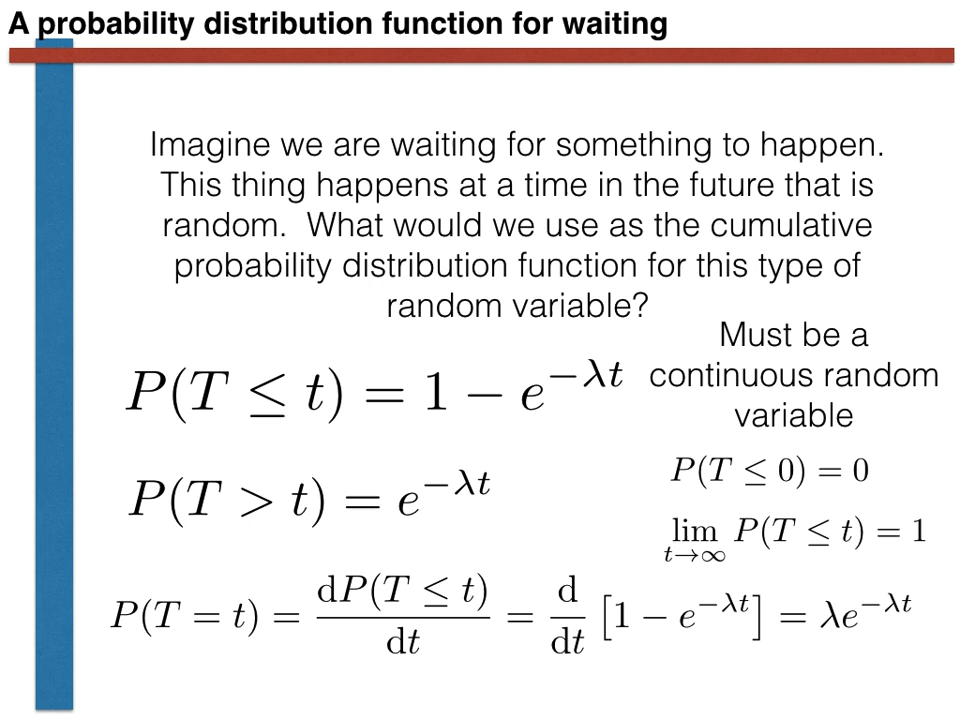 A probability distribution function for waiting
Imagine we are waiting for something to happen.
This thing happens at a time in the future that is
random.  What would we use as the cumulative
probability distribution function for this type of
random variable?
Must be a
continuous random
variable
P(T ≤ t) = 1 − e^{−λt}
P(T ≤ 0) = 0
P(T > t) = e^{−λt}
lim_{t→∞} P(T ≤ t) = 1
P(T = t) = \frac{dP(T ≤ t)}{dt} = \frac{d}{dt} [1 − e^{−λt}] = λe^{−λt}